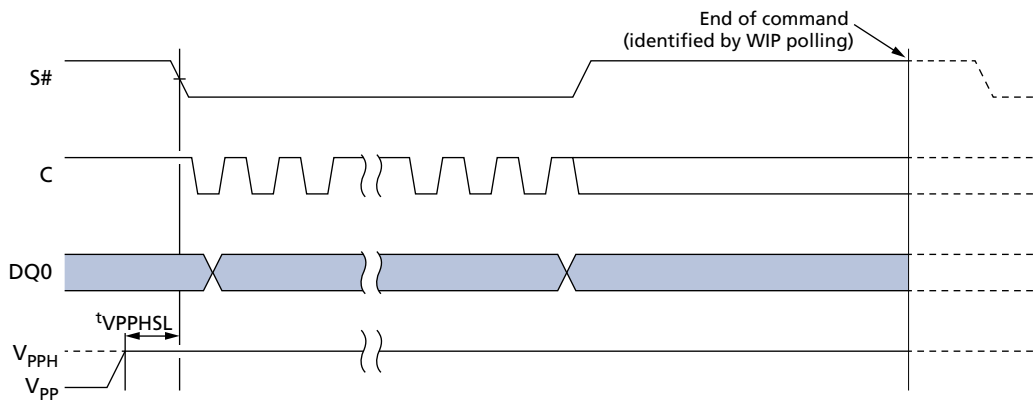 End of command
(identified by WIP polling)
S#
C
DQ0
tVPPHSL
VPPH
VPP